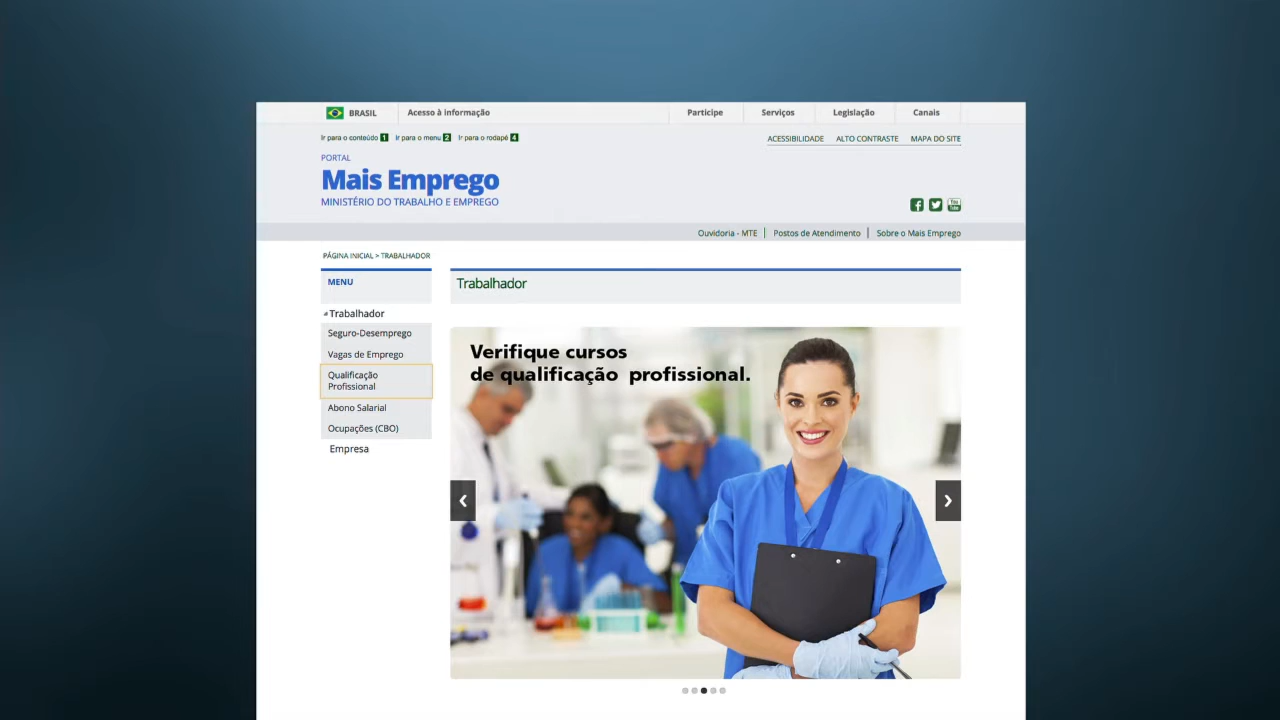 BRASIL
Acesso à informação
Participe
Serviços
Legislação
Canais
Ir para o conteúdo 1 Ir para o menu 2 Ir para o rodapé 4
ACESSIBILIDADE ALTO CONTRASTE MAPA DO SITE
PORTAL
Mais Emprego
MINISTÉRIO DO TRABALHO E EMPREGO
You Tube
Ouvidoria - MTE | Postos de Atendimento | Sobre o Mais Emprego
PÁGINA INICIAL > TRABALHADOR
MENU
Trabalhador
Seguro-Desemprego
Vagas de Emprego
Qualificação
Profissional
Abono Salarial
Ocupações (CBO)
Empresa
Trabalhador
Verifique cursos
de qualificação profissional.